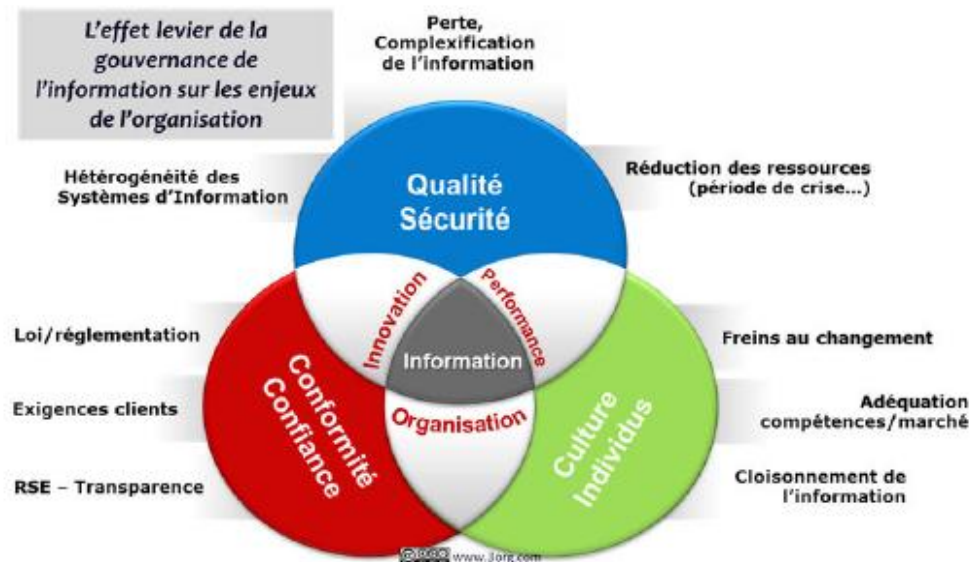 L'effet levier de la
gouvernance de
l'information sur les enjeux
de l'organisation
Perte,
Complexification
de l'information
Hétérogénéité des
Systèmes d'Information
Réduction des ressources
(période de crise...)
Qualité
Sécurité
Innovation
Performance
Information
Organisation
Conformité
Confiance
Culture
Individus
Loi/réglementation
Exigences clients
RSE – Transparence
Freins au changement
Adéquation
compétences/marché
Cloisonnement de
l'information
www.3org.com